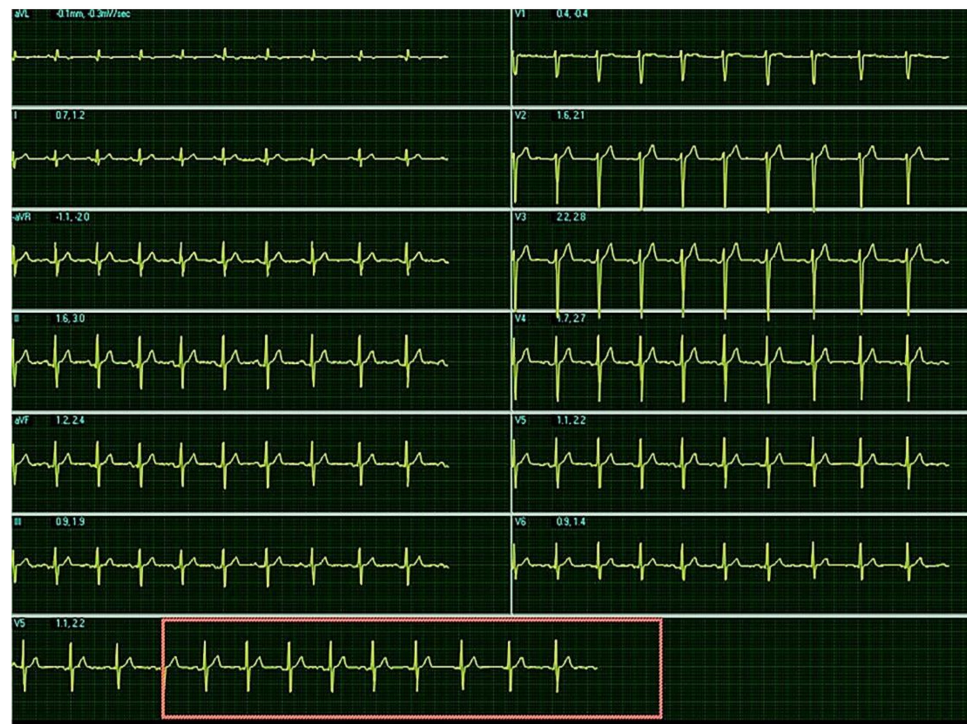 aVL -0.1mm, -0.3mV/sec
V1 0.4, -0.4
I 0.7, 1.2
V2 1.6, 2.1
-aVR -1.1, -2.0
V3 2.2, 2.8
II 1.6, 3.0
V4 1.7, 2.7
aVF 1.2, 2.4
V5 1.1, 2.2
III 0.9, 1.9
V6 0.9, 1.4
V5 1.1, 2.2